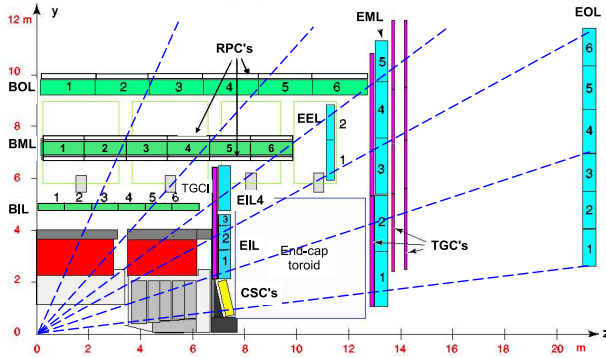 12 m
y
EML
EOL
RPC's
10
BOL
1 2 3 4 5 6
5
6
8
EEL
2
4
5
BML
1 2 3 4 5 6
1
4
6
TGCI
3
3
BIL
1 2 3 4 5 6
EIL4
2
4
3
2
EIL
2
End-cap
toroid
TGC's
1
1
1
2
CSC's
0
0 2 4 6 8 10 12 14 16 18 20 m
z